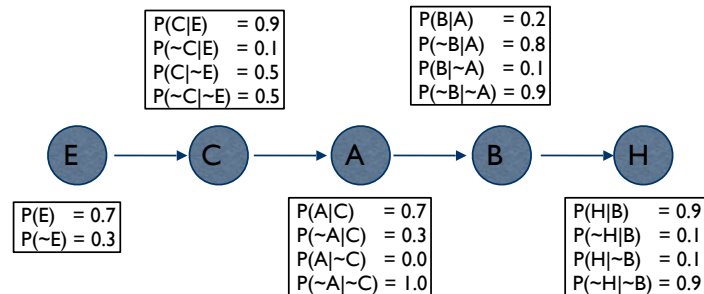 P(C|E) = 0.9
P(~C|E) = 0.1
P(C|~E) = 0.5
P(~C|~E) = 0.5
P(B|A) = 0.2
P(~B|A) = 0.8
P(B|~A) = 0.1
P(~B|~A) = 0.9
E
C
A
B
H
P(E) = 0.7
P(~E) = 0.3
P(A|C) = 0.7
P(~A|C) = 0.3
P(A|~C) = 0.0
P(~A|~C) = 1.0
P(H|B) = 0.9
P(~H|B) = 0.1
P(H|~B) = 0.1
P(~H|~B) = 0.9